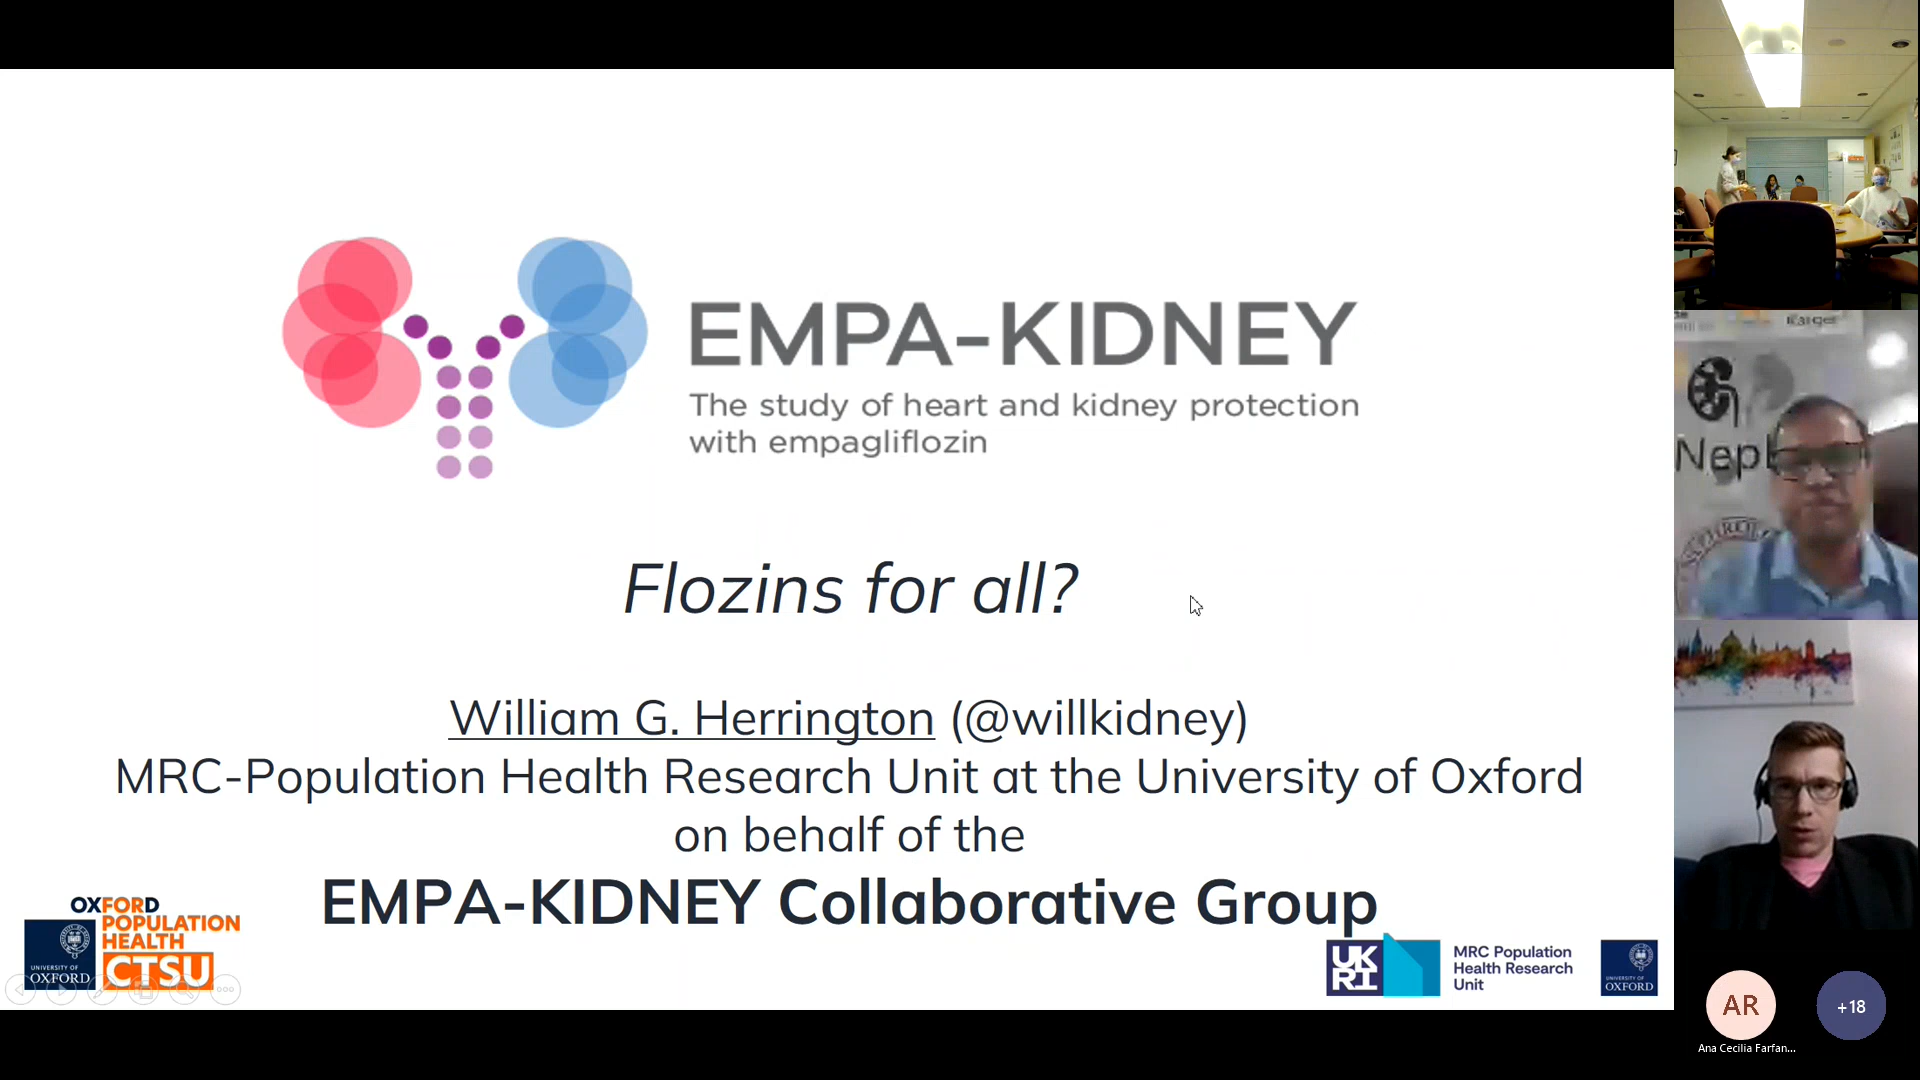 EMPA-KIDNEY
The study of heart and kidney protection
with empagliflozin
Flozins for all?
William G. Herrington (@willkidney)
MRC-Population Health Research Unit at the University of Oxford
on behalf of the
EMPA-KIDNEY Collaborative Group
OXFORD
POPULATION
HEALTH
CTSU
UNIVERSITY OF
OXFORD
UK
RI
MRC Population
Health Research
Unit
UNIVERSITY OF
OXFORD
Neph
AR
+18
Ana Cecilia Farfan...